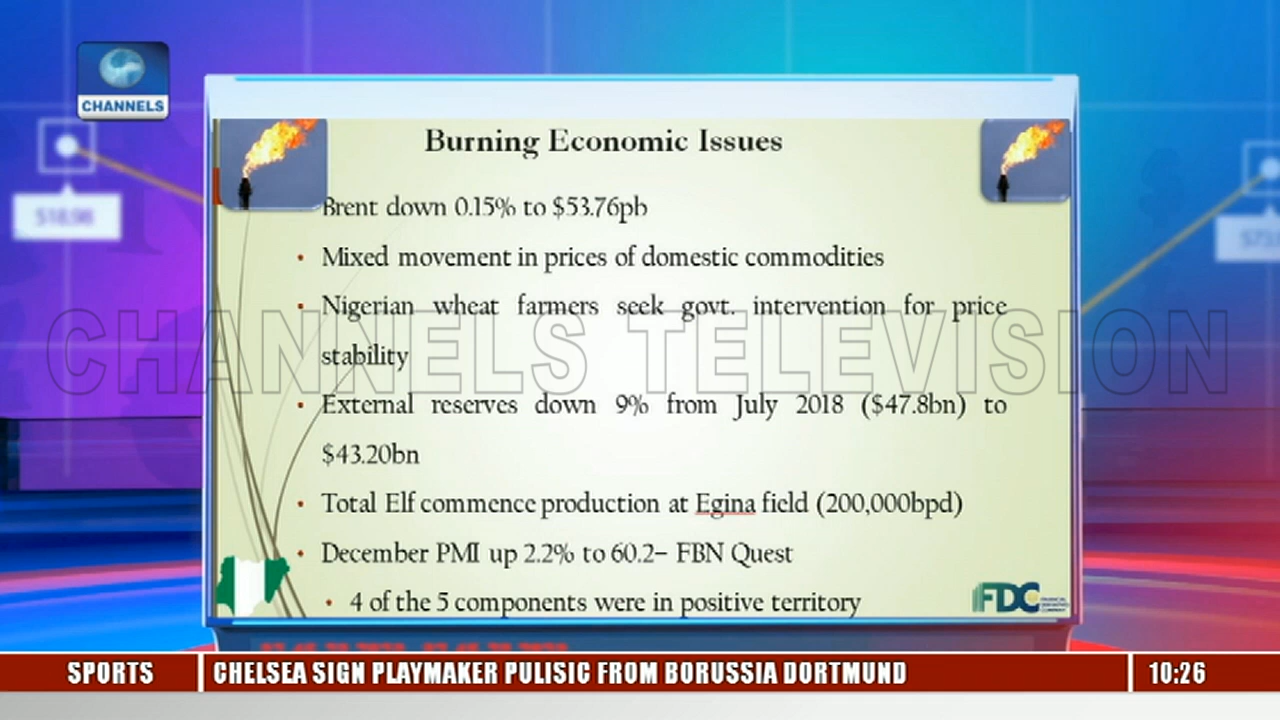 CHANNELS
Burning Economic Issues
Brent down 0.15% to $53.76pb
• Mixed movement in prices of domestic commodities
• Nigerian wheat farmers seek govt. intervention for price
stability
• External reserves down 9% from July 2018 ($47.8bn) to
$43.20bn
• Total Elf commence production at Egina field (200,000bpd)
• December PMI up 2.2% to 60.2– FBN Quest
• 4 of the 5 components were in positive territory
FDC
CHANNELS TELEVISION
SPORTS
CHELSEA SIGN PLAYMAKER PULISIC FROM BORUSSIA DORTMUND
10:26